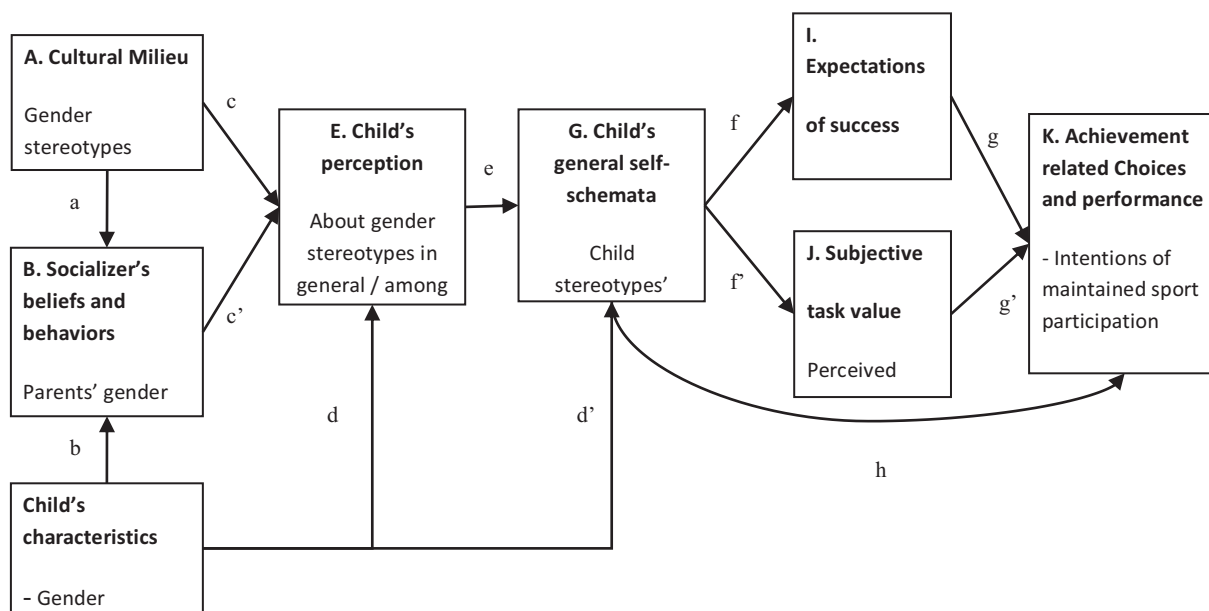 A. Cultural Milieu
Gender
stereotypes
a
B. Socializer's
beliefs and
behaviors
Parents' gender
b
Child's
characteristics
- Gender
c
c'
E. Child's
perception
About gender
stereotypes in
general / among
d
e
G. Child's
general self-
schemata
Child
stereotypes'
d'
f
f'
I.
Expectations
of success
J. Subjective
task value
Perceived
g
g'
K. Achievement
related Choices
and performance
- Intentions of
maintained sport
participation
h